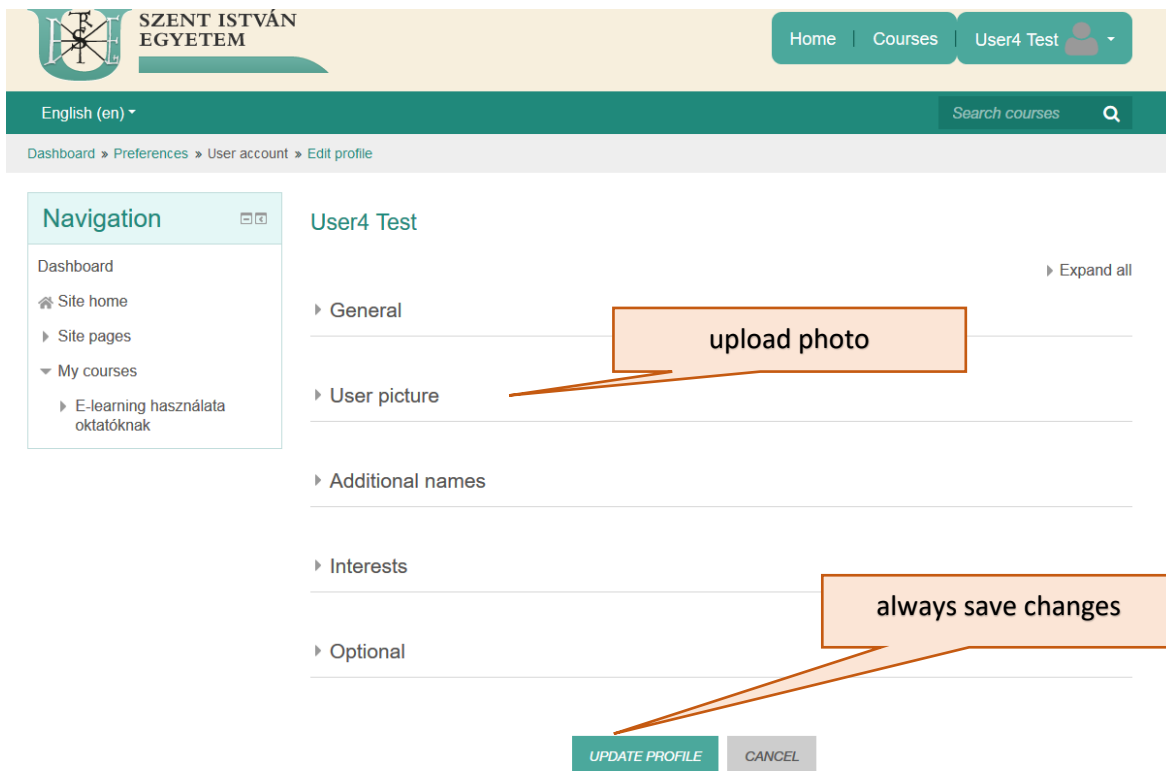 SZENT ISTVÁN
EGYETEM
Home Courses User4 Test
English (en)
Search courses
Dashboard » Preferences » User account » Edit profile
Navigation
User4 Test
Dashboard
Expand all
Site home
General
upload photo
Site pages
My courses
User picture
E-learning használata
oktatóknak
Additional names
Interests
always save changes
Optional
UPDATE PROFILE CANCEL